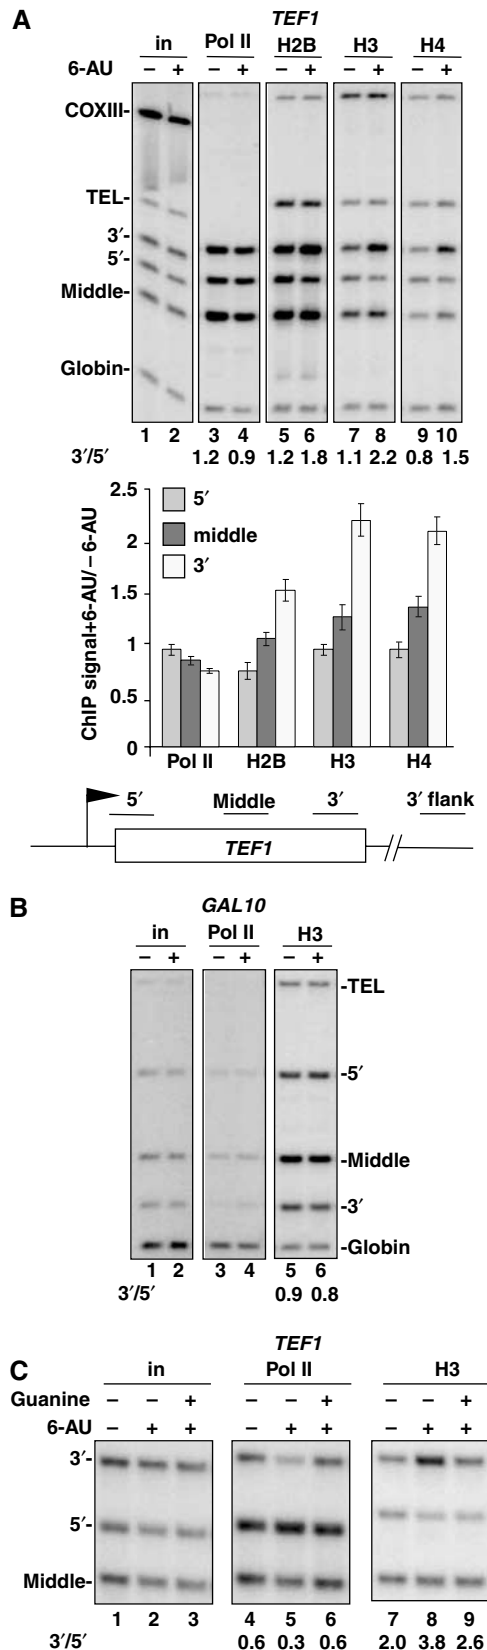 A
TEF1
in Pol II H2B H3 H4
6-AU − + − + − + − + − +
COXIII-
TEL-
3′-
5′-
Middle-
Globin-
1 2 3 4 5 6 7 8 9 10
3′/5′ 1.2 0.9 1.2 1.8 1.1 2.2 0.8 1.5
ChIP signal+6-AU/−6-AU
2.5
2
1.5
1
0.5
0
5′
middle
3′
Pol II H2B H3 H4
5′ Middle 3′ 3′ flank
TEF1
B
GAL10
in Pol II H3
− + − + − +
-TEL
-5′
-Middle
-3′
-Globin
1 2 3 4 5 6
3′/5′ 0.9 0.8
C
TEF1
in Pol II H3
Guanine − − + − − + − − +
6-AU − + + − + + − + +
3′-
5′-
Middle-
1 2 3 4 5 6 7 8 9
3′/5′ 0.6 0.3 0.6 2.0 3.8 2.6